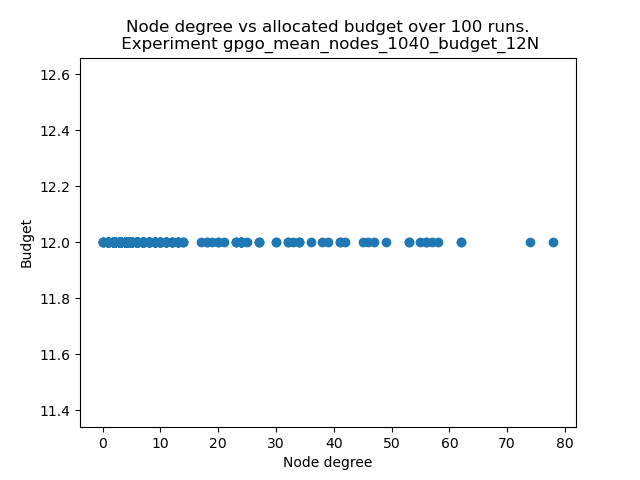 Node degree vs allocated budget over 100 runs.
Experiment gpgo_mean_nodes_1040_budget_12N
12.6
12.4
12.2
12.0
11.8
11.6
11.4
Budget
0 10 20 30 40 50 60 70 80
Node degree